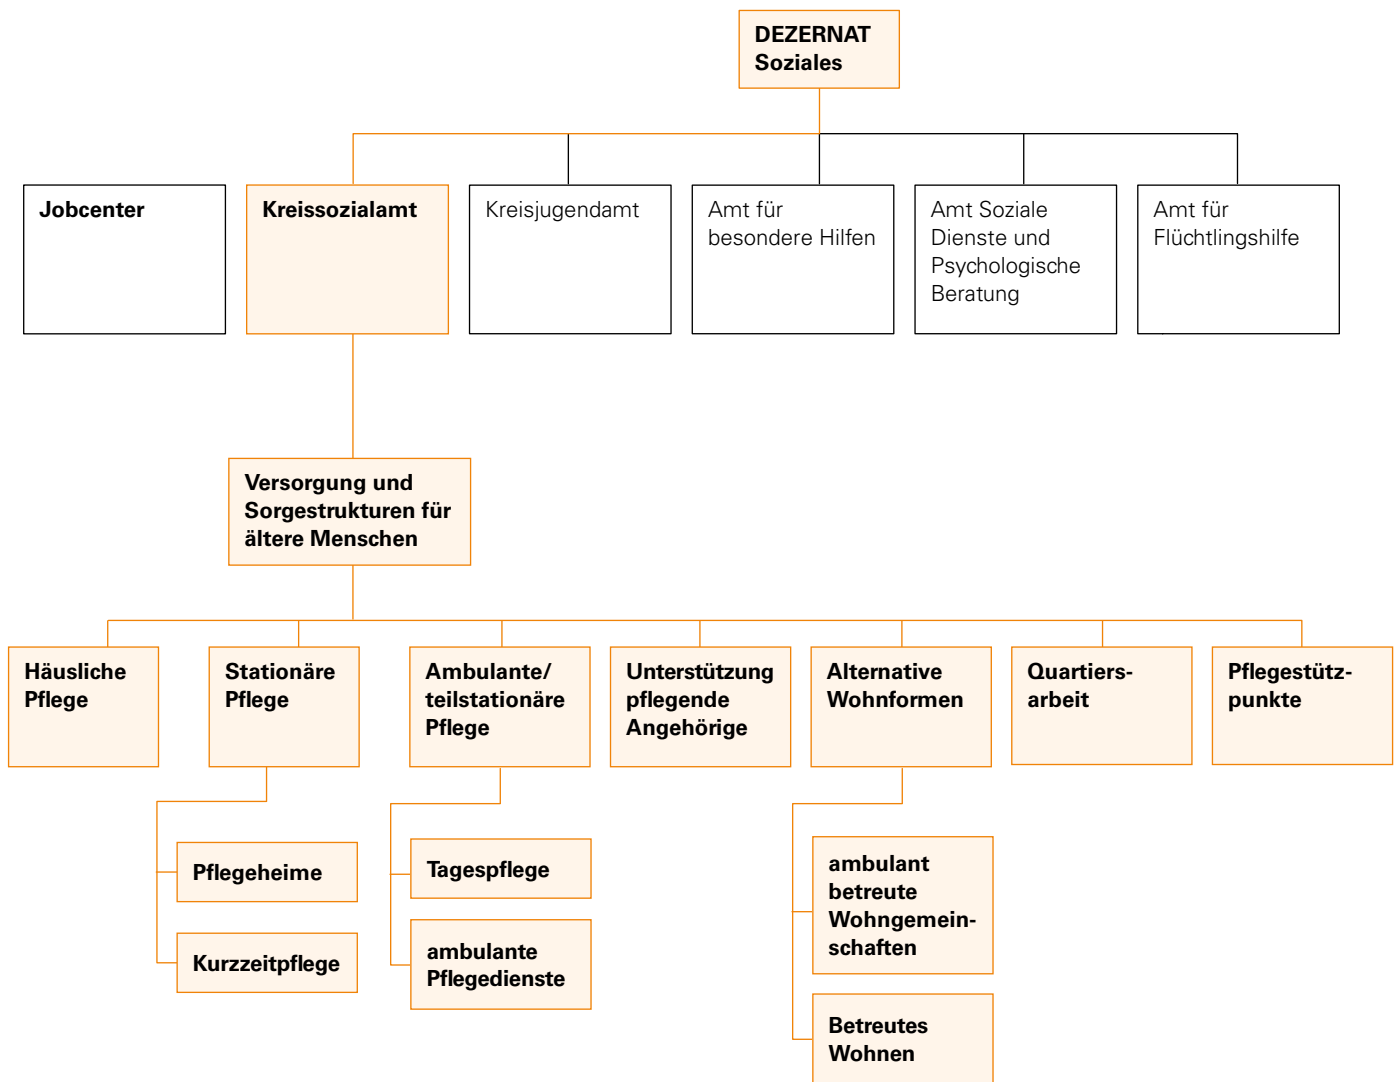 DEZERNAT
Soziales
Jobcenter
Kreissozialamt
Kreisjugendamt
Amt für
besondere Hilfen
Amt Soziale
Dienste und
Psychologische
Beratung
Amt für
Flüchtlingshilfe
Versorgung und
Sorgestrukturen für
ältere Menschen
Häusliche
Pflege
Stationäre
Pflege
Ambulante/
teilstationäre
Pflege
Unterstützung
pflegende
Angehörige
Alternative
Wohnformen
Quartiers-
arbeit
Pflegestütz-
punkte
Pflegeheime
Kurzzeitpflege
Tagespflege
ambulante
Pflegedienste
ambulant
betreute
Wohngemein-
schaften
Betreutes
Wohnen